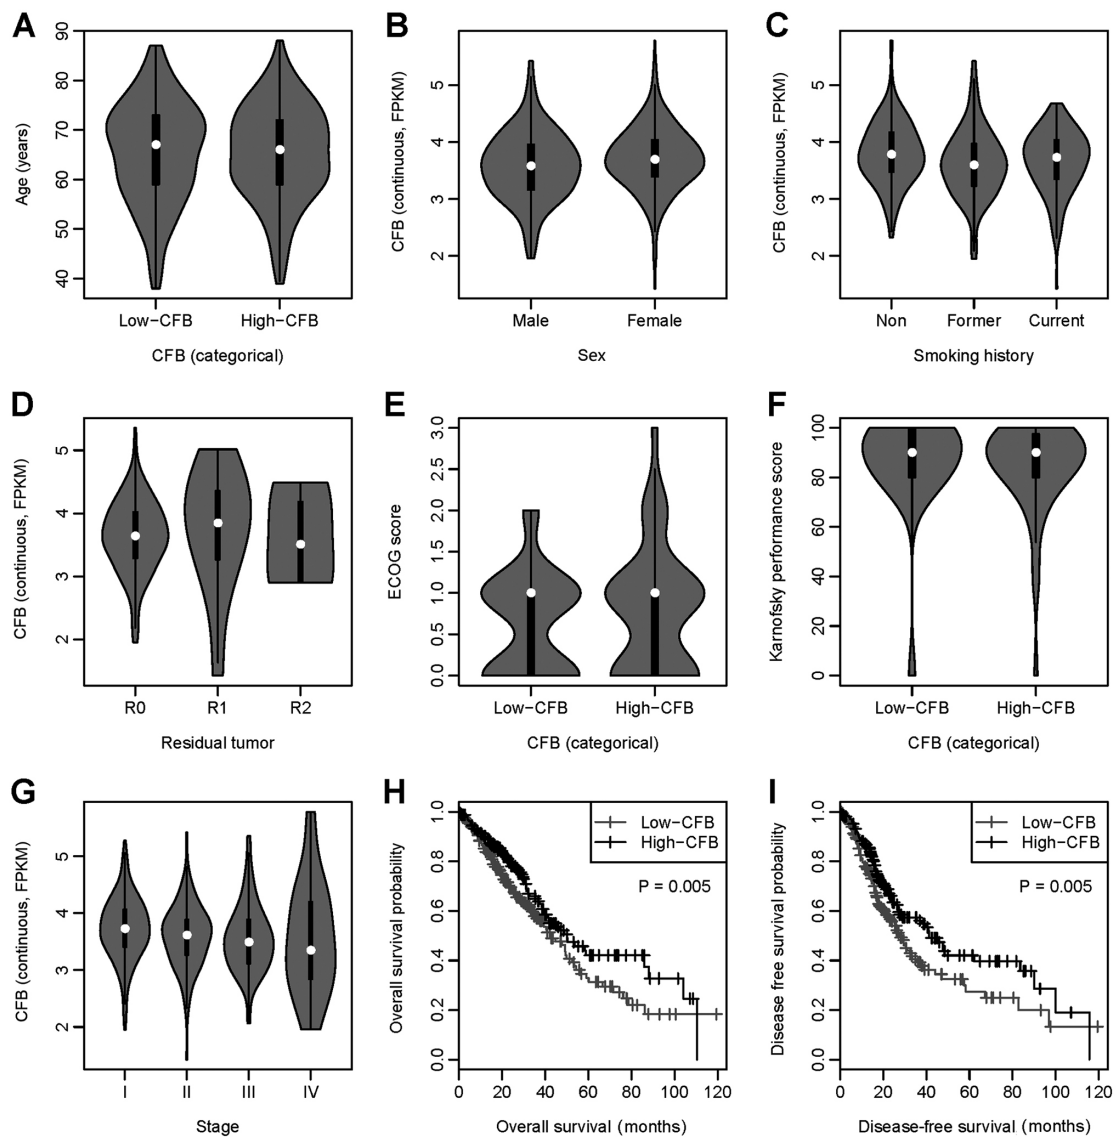 A
Age (years)
90
80
70
60
50
40
Low−CFB High−CFB
CFB (categorical)
B
CFB (continuous, FPKM)
5
4
3
2
Male Female
Sex
C
CFB (continuous, FPKM)
5
4
3
2
Non Former Current
Smoking history
D
CFB (continuous, FPKM)
5
4
3
2
R0 R1 R2
Residual tumor
E
ECOG score
3.0
2.5
2.0
1.5
1.0
0.5
0.0
Low−CFB High−CFB
CFB (categorical)
F
Karnofsky performance score
100
80
60
40
20
0
Low−CFB High−CFB
CFB (categorical)
G
CFB (continuous, FPKM)
5
4
3
2
I II III IV
Stage
H
Overall survival probability
1.0
0.8
0.6
0.4
0.2
0.0
Low−CFB
High−CFB
P = 0.005
0 20 40 60 80 100 120
Overall survival (months)
I
Disease free survival probability
1.0
0.8
0.6
0.4
0.2
0.0
Low−CFB
High−CFB
P = 0.005
0 20 40 60 80 100 120
Disease-free survival (months)